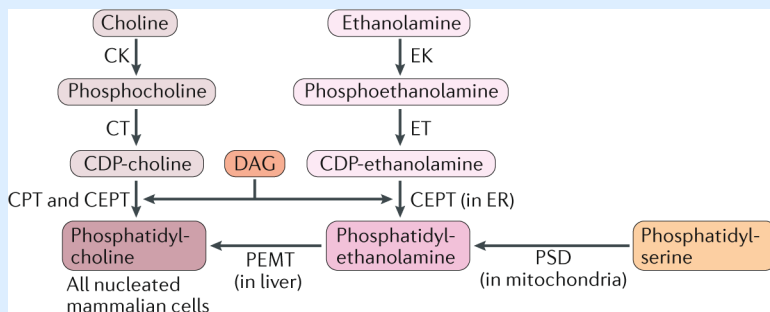 Choline
Ethanolamine
CK
EK
Phosphocholine
Phosphoethanolamine
CT
ET
CDP-choline
DAG
CDP-ethanolamine
CPT and CEPT
CEPT (in ER)
Phosphatidyl-
choline
PEMT
(in liver)
Phosphatidyl-
ethanolamine
PSD
(in mitochondria)
Phosphatidyl-
serine
All nucleated
mammalian cells